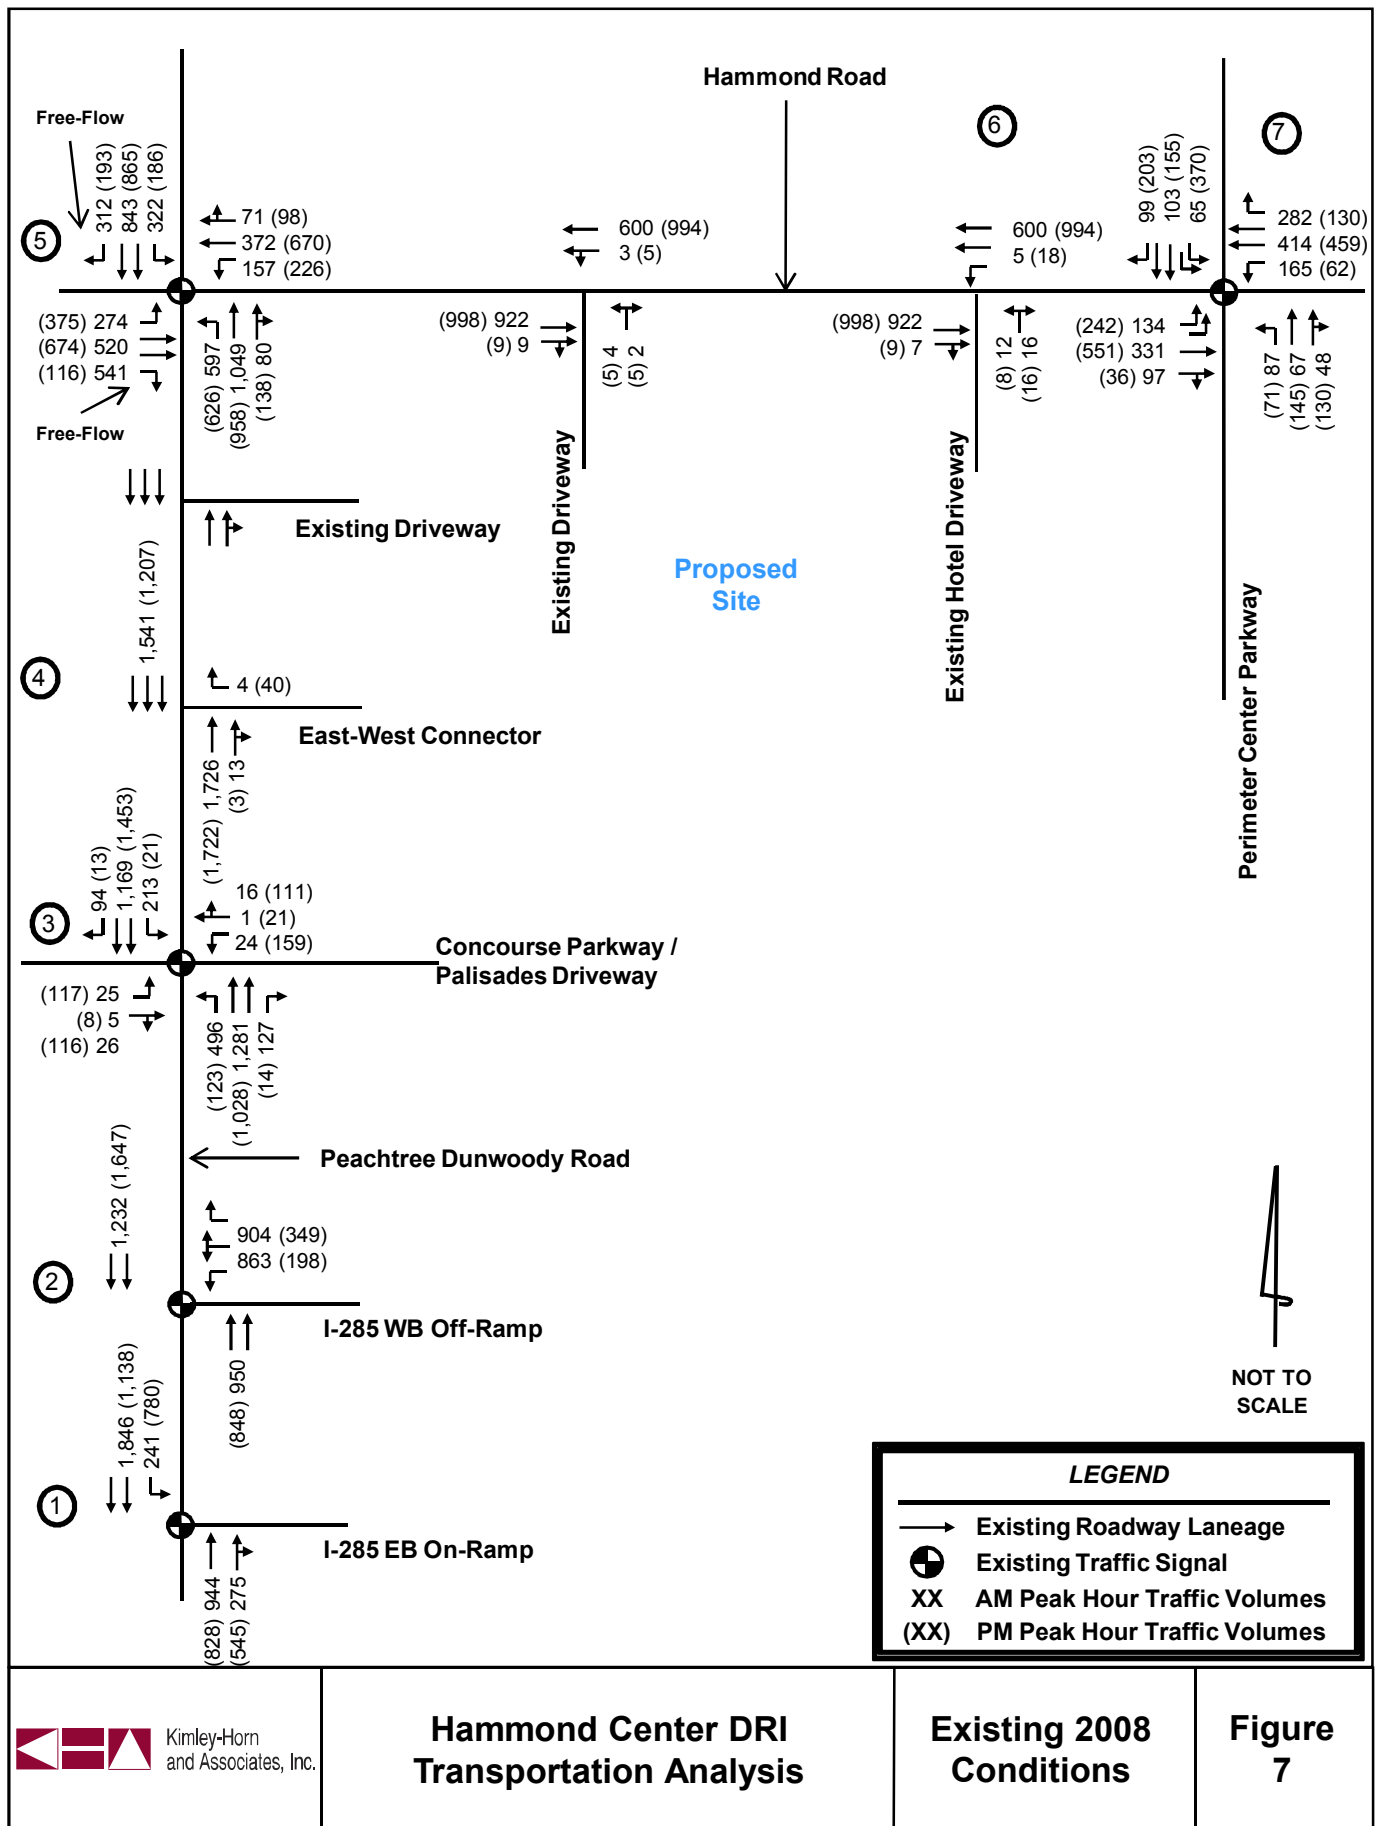 Hammond Road
6
7
Free-Flow
312 (193)
843 (865)
322 (186)
5
71 (98)
372 (670)
157 (226)
600 (994)
3 (5)
600 (994)
5 (18)
99 (203)
103 (155)
65 (370)
282 (130)
414 (459)
165 (62)
(375) 274
(674) 520
(116) 541
Free-Flow
(626) 597
(958) 1,049
(138) 80
(998) 922
(9) 9
(5) 4
(5) 2
(998) 922
(9) 7
(8) 12
(16) 16
(242) 134
(551) 331
(36) 97
(71) 87
(145) 67
(130) 48
Existing Driveway
Existing Driveway
Existing Hotel Driveway
Proposed
Site
Perimeter Center Parkway
1,541 (1,207)
4
4 (40)
East-West Connector
(1,722) 1,726
(3) 13
94 (13)
1,169 (1,453)
213 (21)
3
16 (111)
1 (21)
24 (159)
Concourse Parkway /
Palisades Driveway
(117) 25
(8) 5
(116) 26
(123) 496
(1,028) 1,281
(14) 127
Peachtree Dunwoody Road
1,232 (1,647)
904 (349)
863 (198)
2
I-285 WB Off-Ramp
(848) 950
1,846 (1,138)
241 (780)
1
I-285 EB On-Ramp
(828) 944
(545) 275
NOT TO
SCALE
LEGEND
Existing Roadway Laneage
Existing Traffic Signal
XX AM Peak Hour Traffic Volumes
(XX) PM Peak Hour Traffic Volumes
Kimley-Horn
and Associates, Inc.
Hammond Center DRI
Transportation Analysis
Existing 2008
Conditions
Figure
7